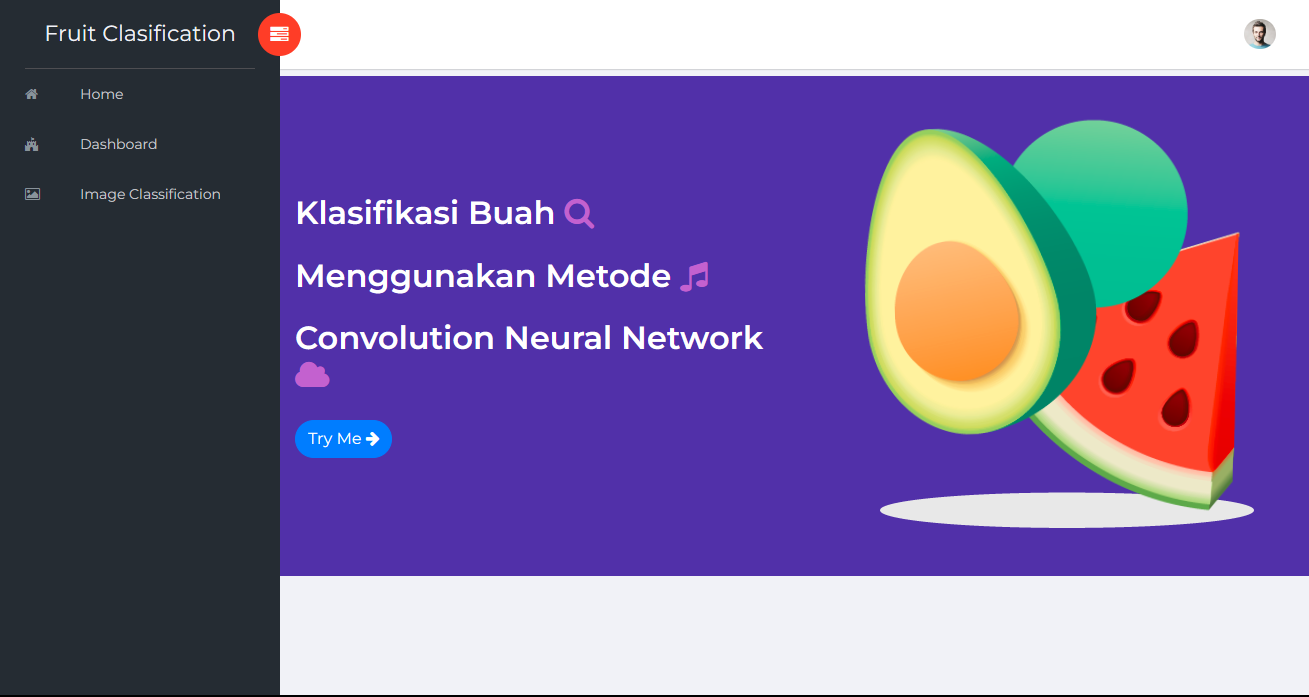 Fruit Clasification
Home
Dashboard
Image Classification
Klasifikasi Buah
Menggunakan Metode
Convolution Neural Network
Try Me